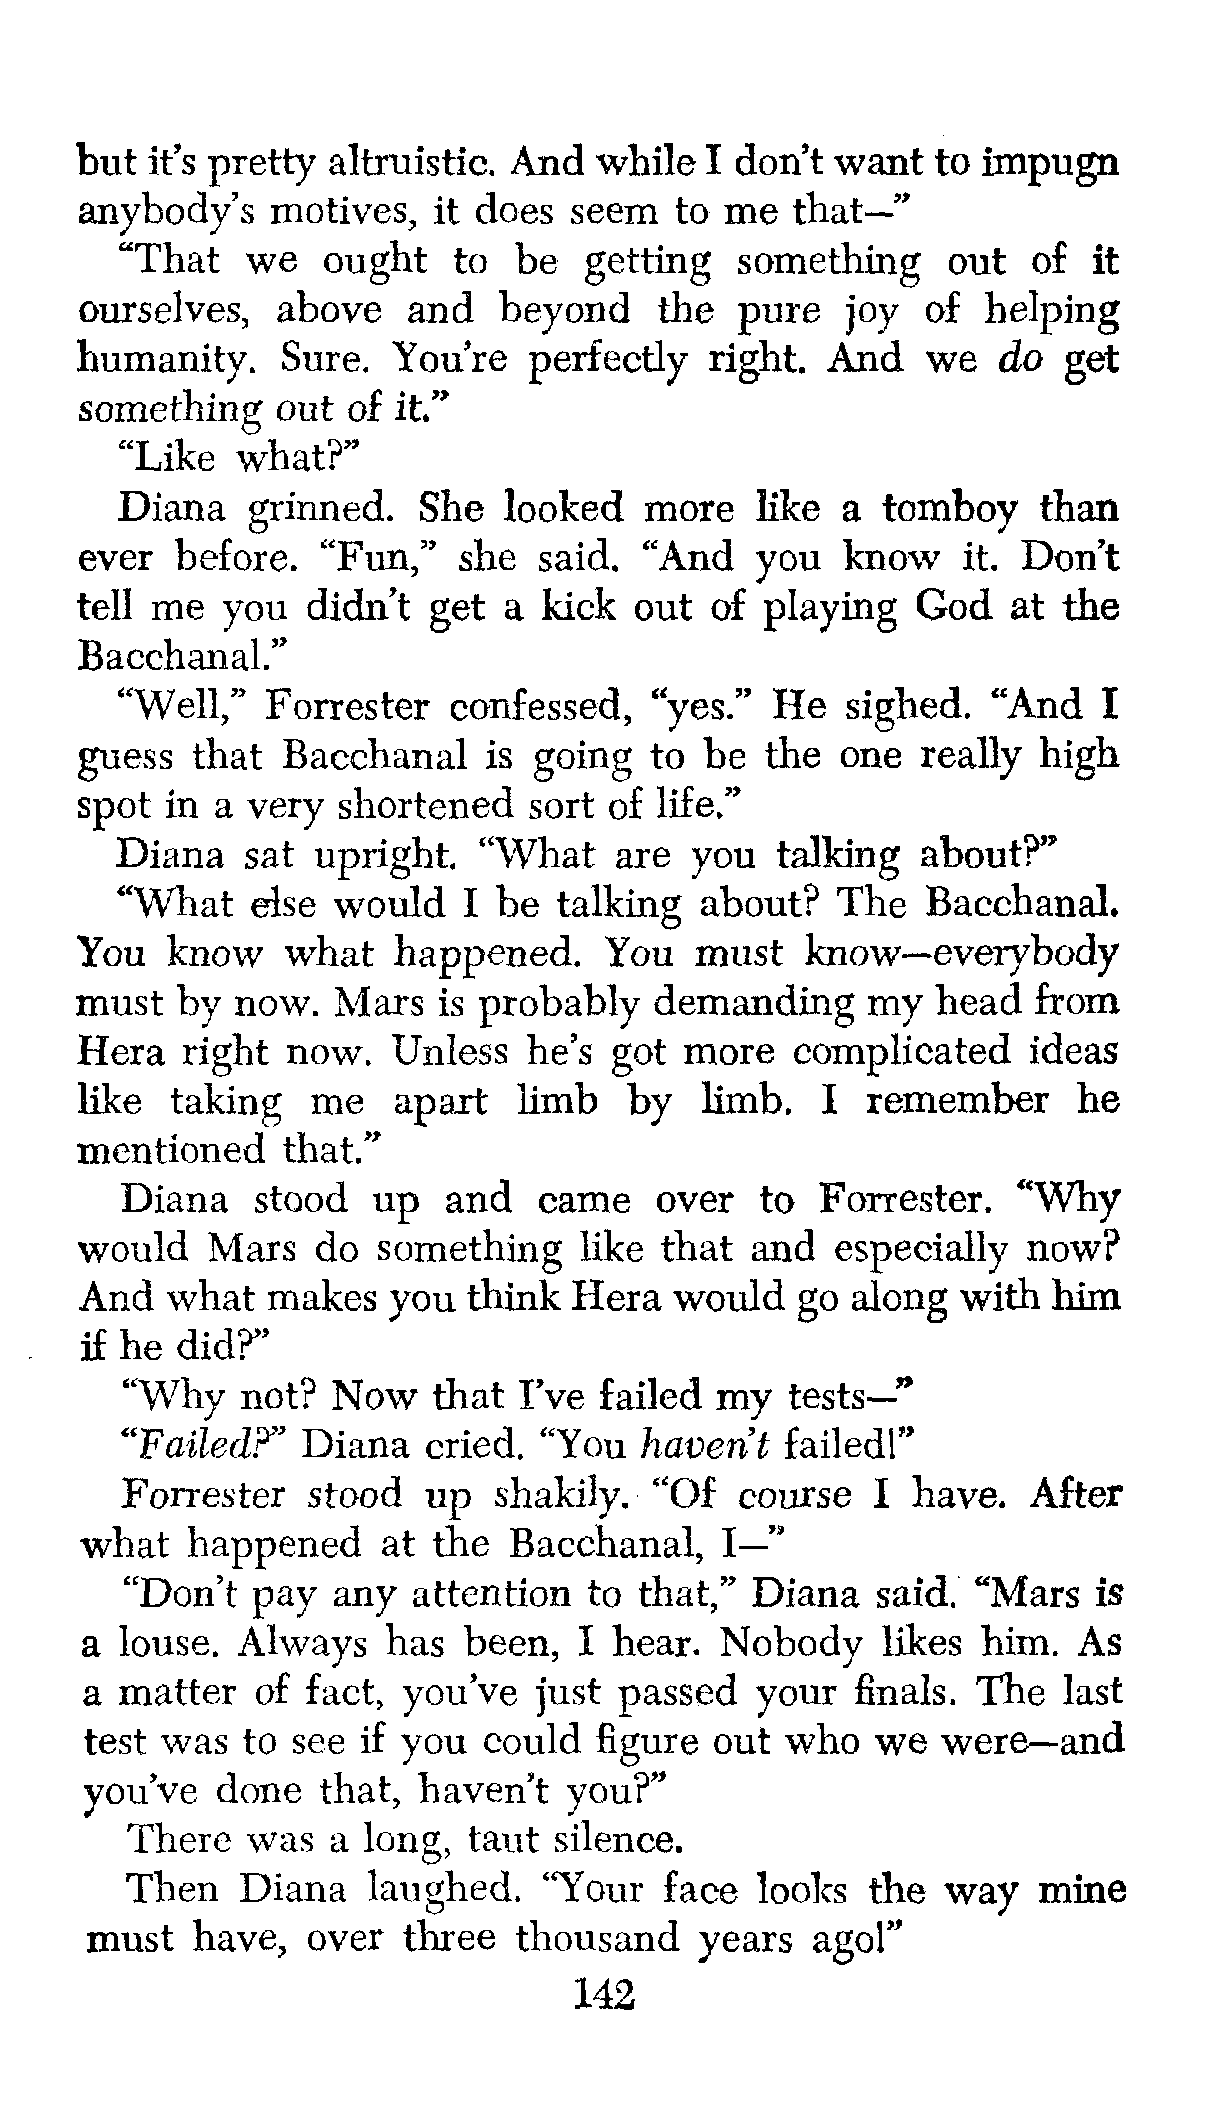 but it's pretty altruistic. And while I don't want to impugn
anybody's motives, it does seem to me that—”
“That we ought to be getting something out of it
ourselves, above and beyond the pure joy of helping
humanity. Sure. You're perfectly right. And we do get
something out of it.”
“Like what?”
Diana grinned. She looked more like a tomboy than
ever before. “Fun,” she said. “And you know it. Don't
tell me you didn't get a kick out of playing God at the
Bacchanal.”
“Well,” Forrester confessed, “yes.” He sighed. “And I
guess that Bacchanal is going to be the one really high
spot in a very shortened sort of life.”
Diana sat upright. “What are you talking about?”
“What else would I be talking about? The Bacchanal.
You know what happened. You must know—everybody
must by now. Mars is probably demanding my head from
Hera right now. Unless he's got more complicated ideas
like taking me apart limb by limb. I remember he
mentioned that.”
Diana stood up and came over to Forrester. “Why
would Mars do something like that and especially now?
And what makes you think Hera would go along with him
if he did?”
“Why not? Now that I've failed my tests—”
“Failed?” Diana cried. “You haven't failed!”
Forrester stood up shakily. “Of course I have. After
what happened at the Bacchanal, I—”
“Don't pay any attention to that,” Diana said. “Mars is
a louse. Always has been, I hear. Nobody likes him. As
a matter of fact, you've just passed your finals. The last
test was to see if you could figure out who we were—and
you've done that, haven't you?”
There was a long, taut silence.
Then Diana laughed. “Your face looks the way mine
must have, over three thousand years ago!”
142